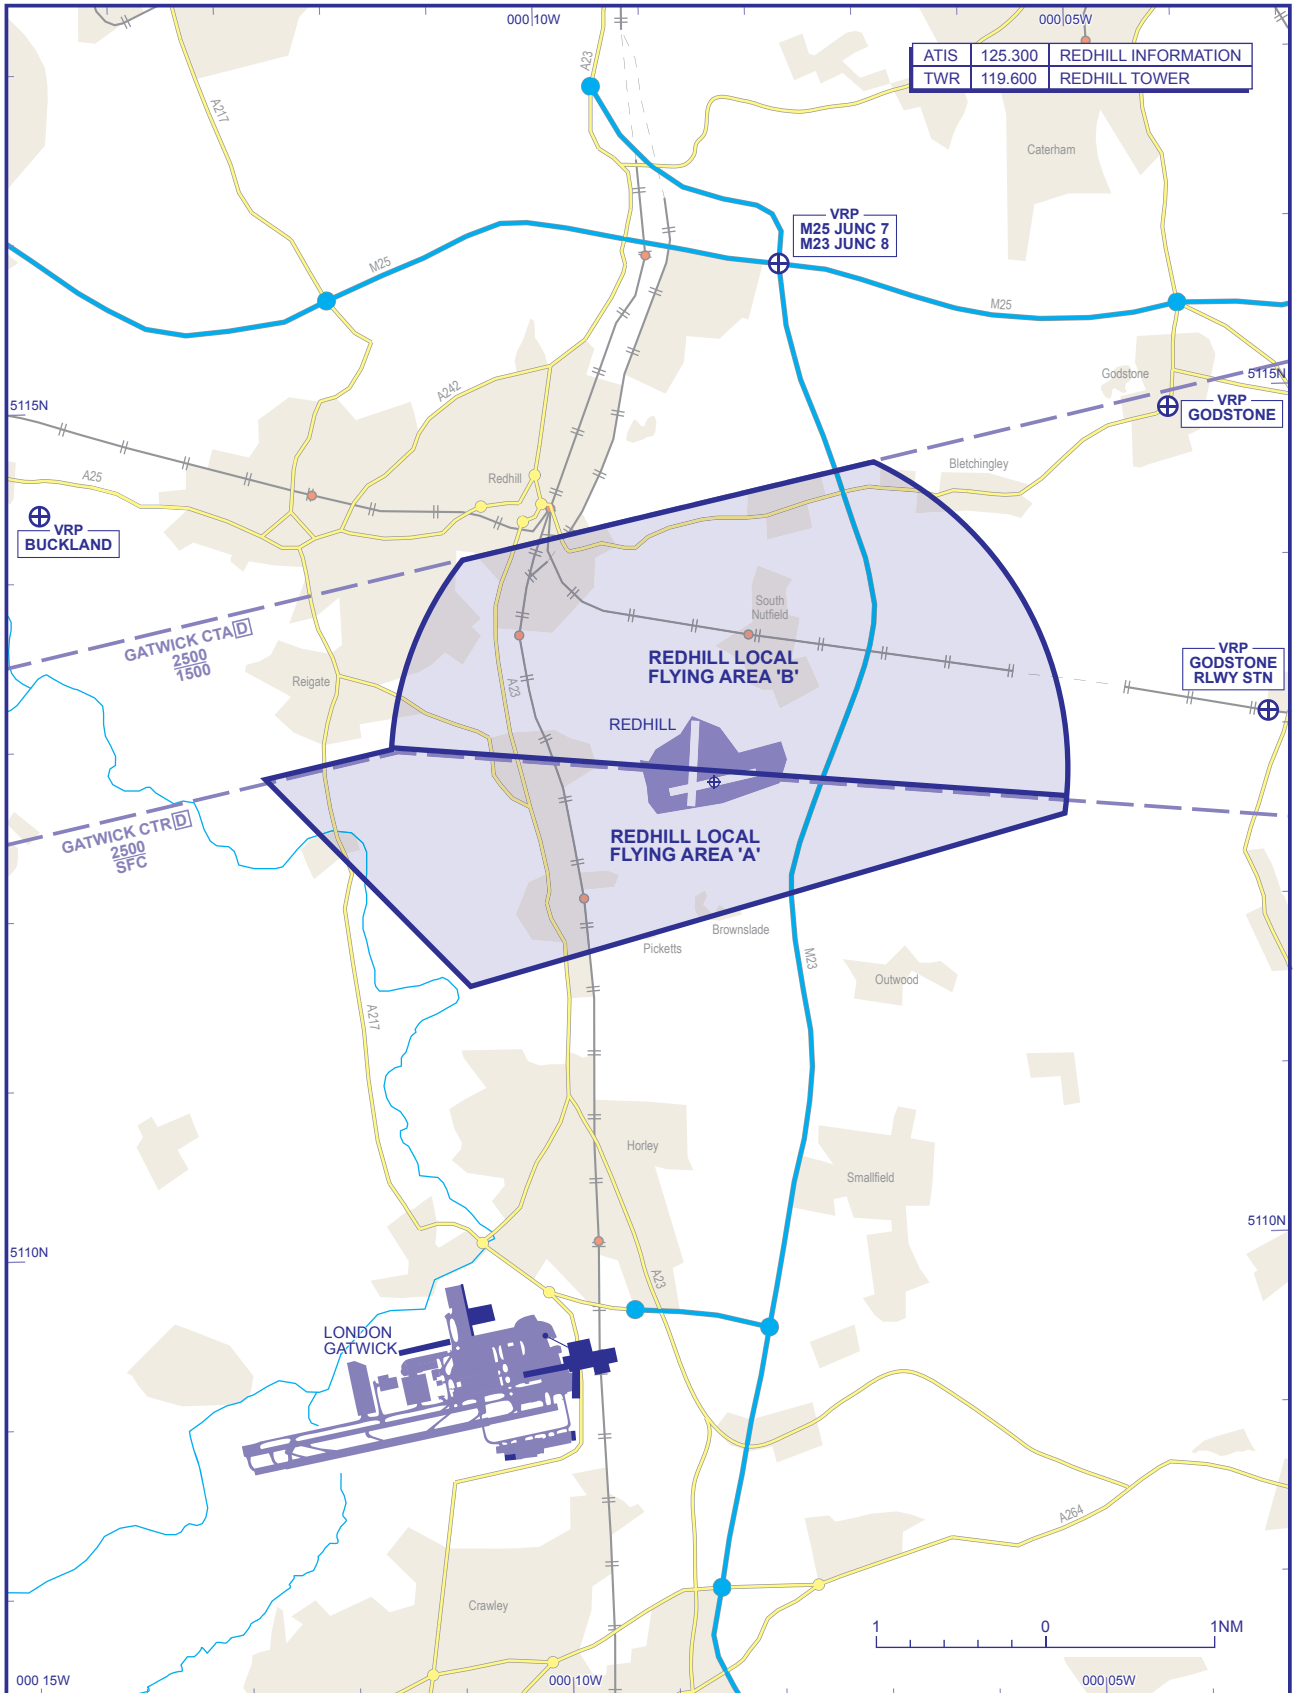 000 10W
000 05W
A23
ATIS 125.300 REDHILL INFORMATION
TWR 119.600 REDHILL TOWER
A217
Caterham
VRP
M25 JUNC 7
M23 JUNC 8
M25
M25
Godstone
5115N
A242
5115N
VRP
GODSTONE
Bletchingley
A25
Redhill
VRP
BUCKLAND
South
Nutfield
GATWICK CTA D
2500
1500
REDHILL LOCAL
FLYING AREA 'B'
VRP
GODSTONE
RLWY STN
Reigate
A23
REDHILL
GATWICK CTR D
2500
SFC
REDHILL LOCAL
FLYING AREA 'A'
Brownslade
Picketts
M23
Outwood
A217
Horley
Smallfield
5110N
5110N
A23
LONDON
GATWICK
A264
Crawley
1 0 1NM
000 15W
000 10W
000 05W